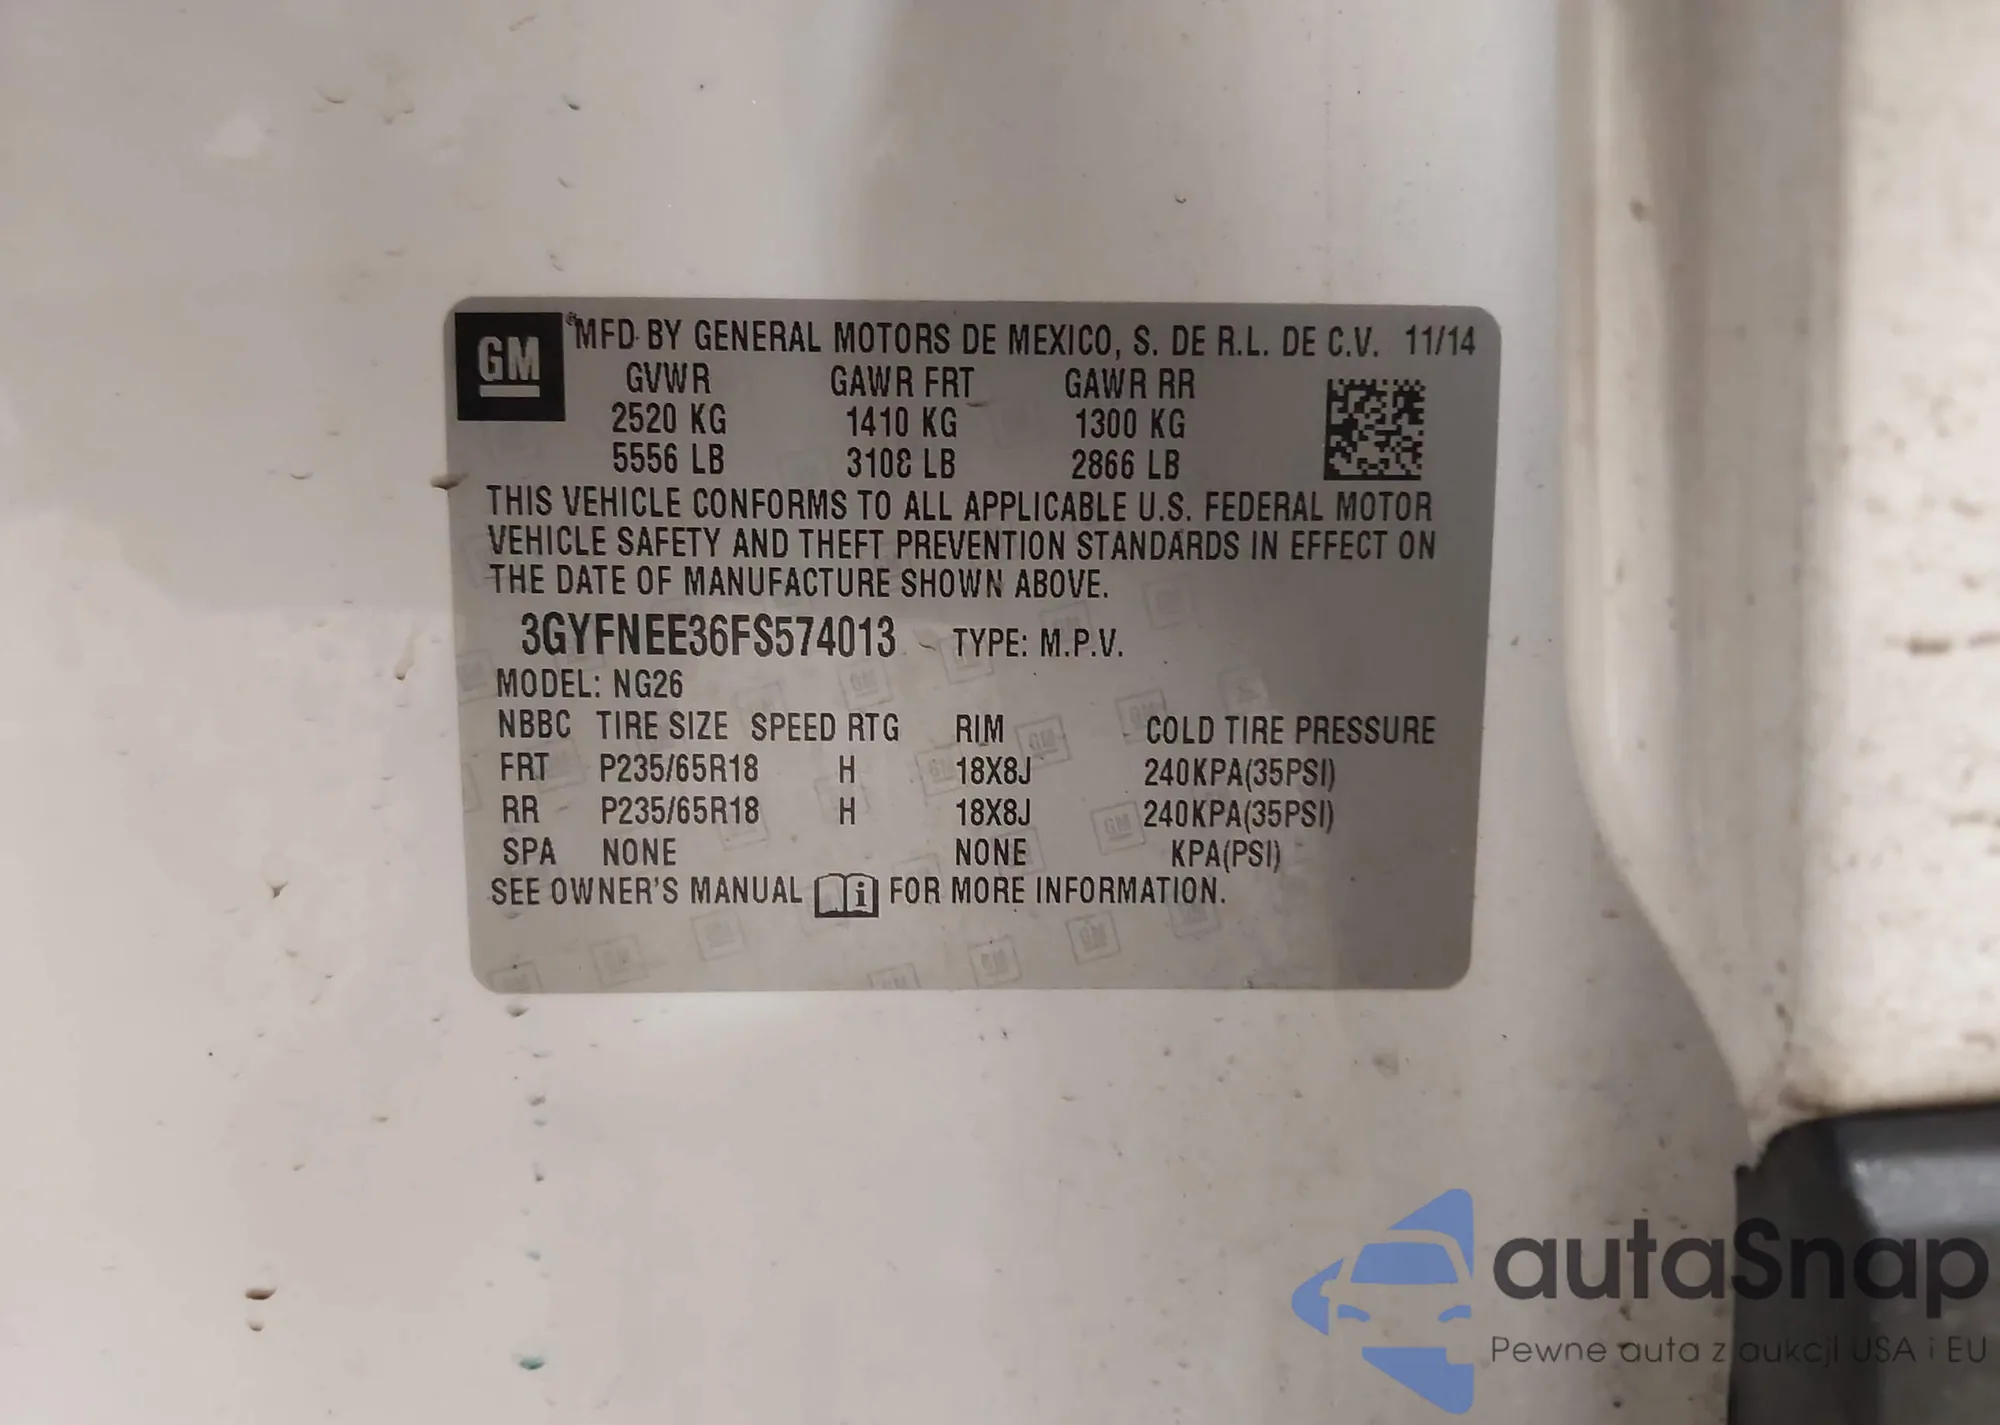 GM
MFD BY GENERAL MOTORS DE MEXICO, S. DE R.L. DE C.V. 11/14
GVWR GAWR FRT GAWR RR
2520 KG 1410 KG 1300 KG
5556 LB 3108 LB 2866 LB
THIS VEHICLE CONFORMS TO ALL APPLICABLE U.S. FEDERAL MOTOR
VEHICLE SAFETY AND THEFT PREVENTION STANDARDS IN EFFECT ON
THE DATE OF MANUFACTURE SHOWN ABOVE.
3GYFNEE36FS574013 TYPE: M.P.V.
MODEL: NG26
NBBC TIRE SIZE SPEED RTG RIM COLD TIRE PRESSURE
FRT P235/65R18 H 18X8J 240KPA(35PSI)
RR P235/65R18 H 18X8J 240KPA(35PSI)
SPA NONE NONE KPA(PSI)
SEE OWNER'S MANUAL i FOR MORE INFORMATION.
autaSnap
Pewne auta z aukcji USA i EU